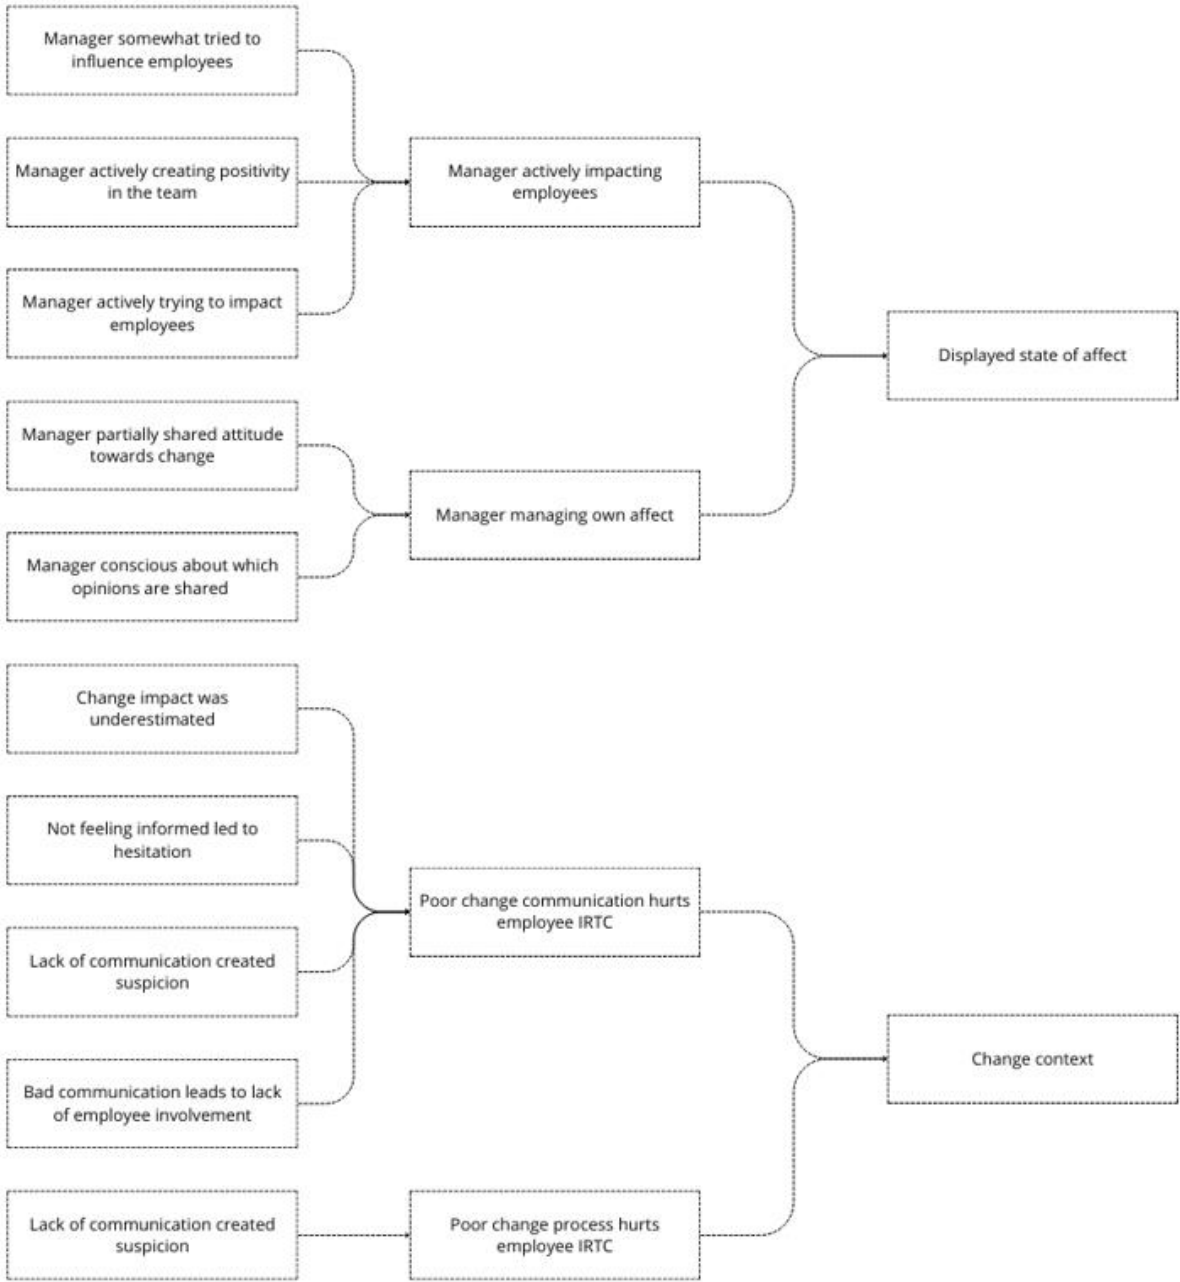 Manager somewhat tried to
influence employees
Manager actively creating positivity
in the team
Manager actively trying to impact
employees
Manager actively impacting
employees
Manager partially shared attitude
towards change
Manager conscious about which
opinions are shared
Manager managing own affect
Displayed state of affect
Change impact was
underestimated
Not feeling informed led to
hesitation
Lack of communication created
suspicion
Bad communication leads to lack
of employee involvement
Poor change communication hurts
employee IRTC
Lack of communication created
suspicion
Poor change process hurts
employee IRTC
Change context